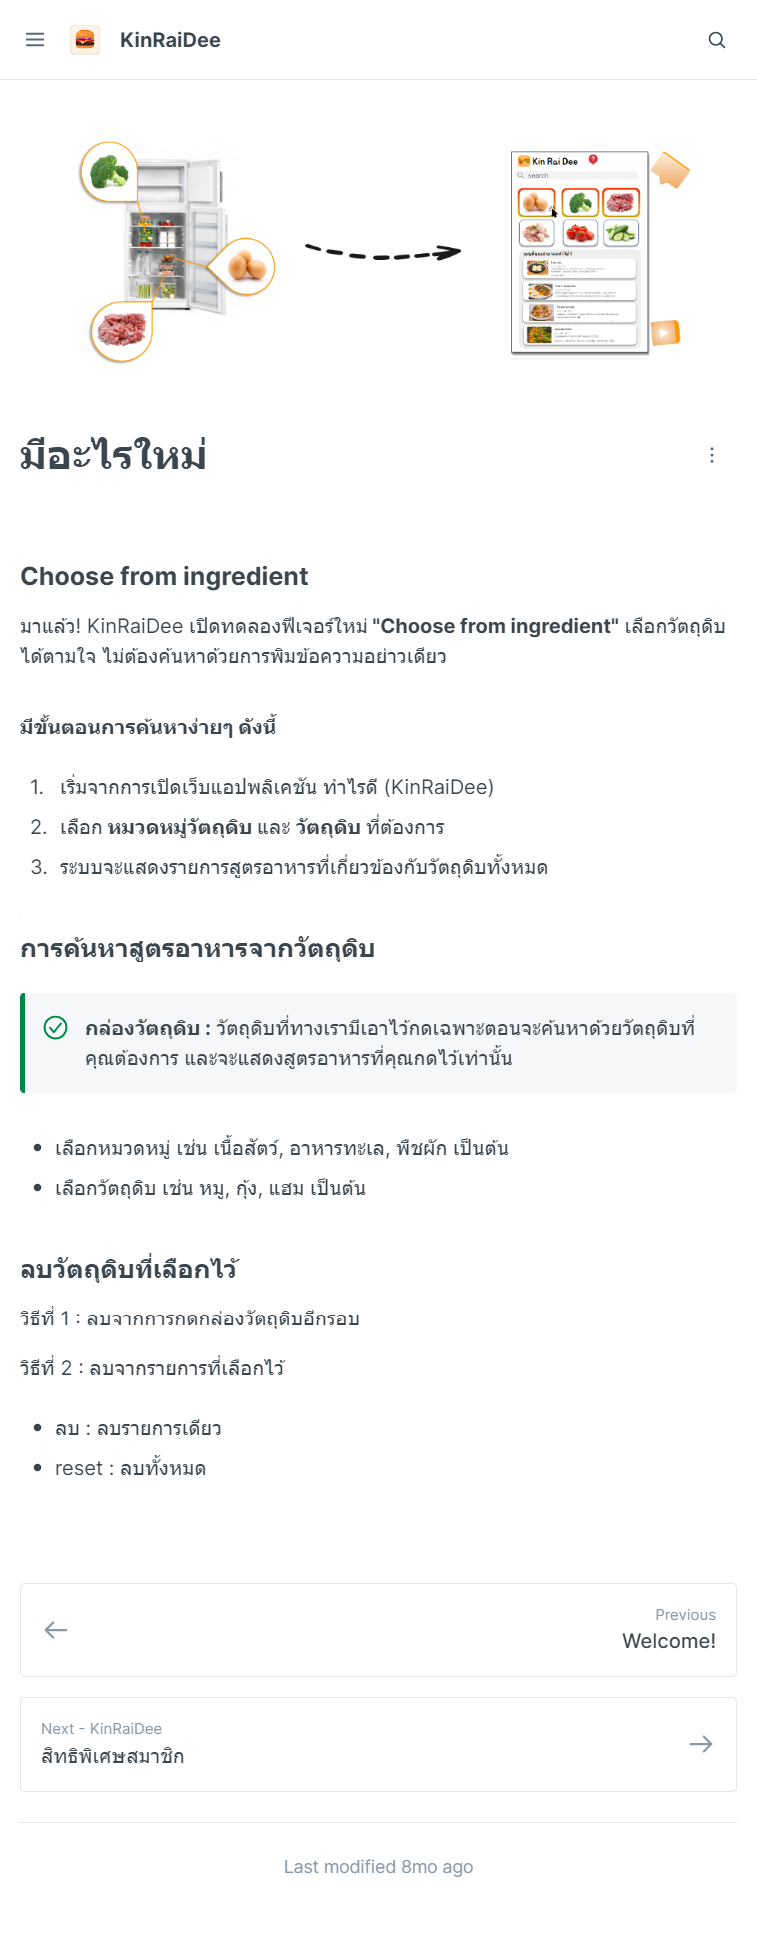 KinRaiDee
Kin Rai Dee
search
มีอะไรใหม่
Choose from ingredient
มาแล้ว! KinRaiDee เปิดทดลองฟีเจอร์ใหม่ "Choose from ingredient" เลือกวัตถุดิบ
ได้ตามใจ ไม่ต้องค้นหาด้วยการพิมข้อความอย่าวเดียว
มีขั้นตอนการค้นหาง่ายๆ ดังนี้
1. เริ่มจากการเปิดเว็บแอปพลิเคชัน ทำไรดี (KinRaiDee)
2. เลือก หมวดหมู่วัตถุดิบ และ วัตถุดิบ ที่ต้องการ
3. ระบบจะแสดงรายการสูตรอาหารที่เกี่ยวข้องกับวัตถุดิบทั้งหมด
การค้นหาสูตรอาหารจากวัตถุดิบ
กล่องวัตถุดิบ : วัตถุดิบที่ทางเรามีเอาไว้กดเฉพาะตอนจะค้นหาด้วยวัตถุดิบที่
คุณต้องการ และจะแสดงสูตรอาหารที่คุณกดไว้เท่านั้น
• เลือกหมวดหมู่ เช่น เนื้อสัตว์, อาหารทะเล, พืชผัก เป็นต้น
• เลือกวัตถุดิบ เช่น หมู, กุ้ง, แฮม เป็นต้น
ลบวัตถุดิบที่เลือกไว้
วิธีที่ 1 : ลบจากการกดกล่องวัตถุดิบอีกรอบ
วิธีที่ 2 : ลบจากรายการที่เลือกไว้
• ลบ : ลบรายการเดียว
• reset : ลบทั้งหมด
Previous
Welcome!
Next - KinRaiDee
สิทธิพิเศษสมาชิก
Last modified 8mo ago